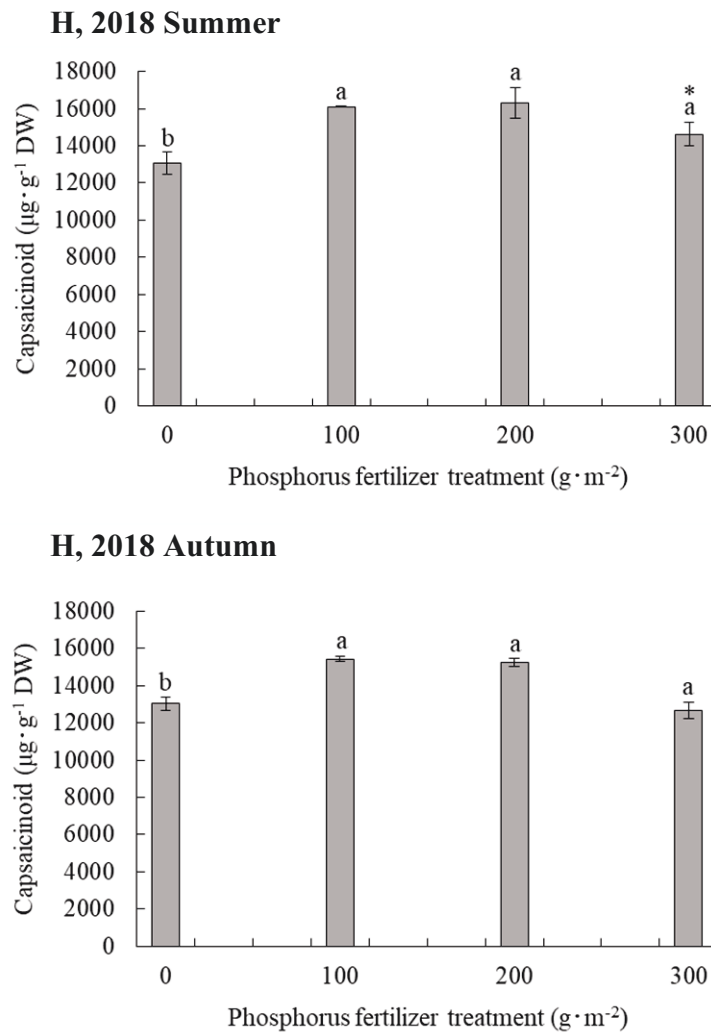 H, 2018 Summer
Capsaicinoid (µg·g⁻¹ DW)
18000
16000
14000
12000
10000
8000
6000
4000
2000
0
b
a
a
*
a
0 100 200 300
Phosphorus fertilizer treatment (g·m⁻²)
H, 2018 Autumn
Capsaicinoid (µg·g⁻¹ DW)
18000
16000
14000
12000
10000
8000
6000
4000
2000
0
b
a
a
a
0 100 200 300
Phosphorus fertilizer treatment (g·m⁻²)